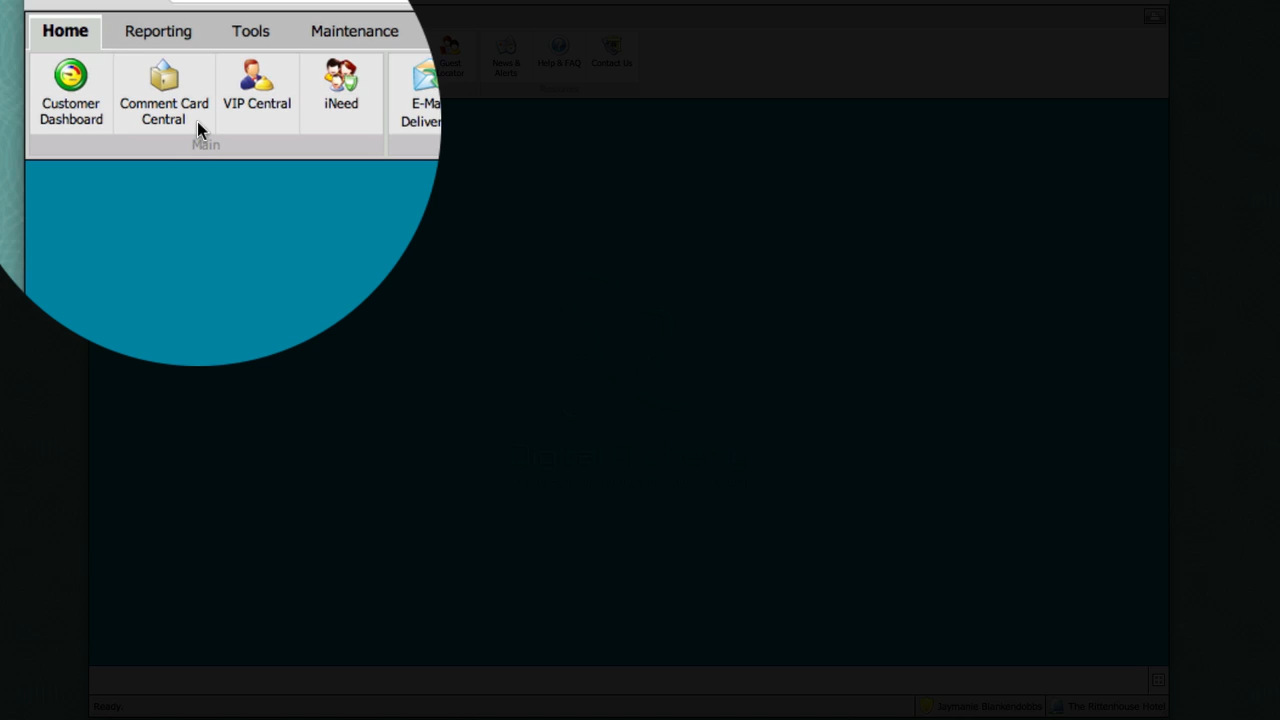 Home Reporting Tools Maintenance
Customer Dashboard
Comment Card Central
VIP Central
iNeed
E-Ma
Deliver
Main
Guest
News & Alerts
Help & FAQ
Contact Us
Ready
The Rittenhouse Hotel